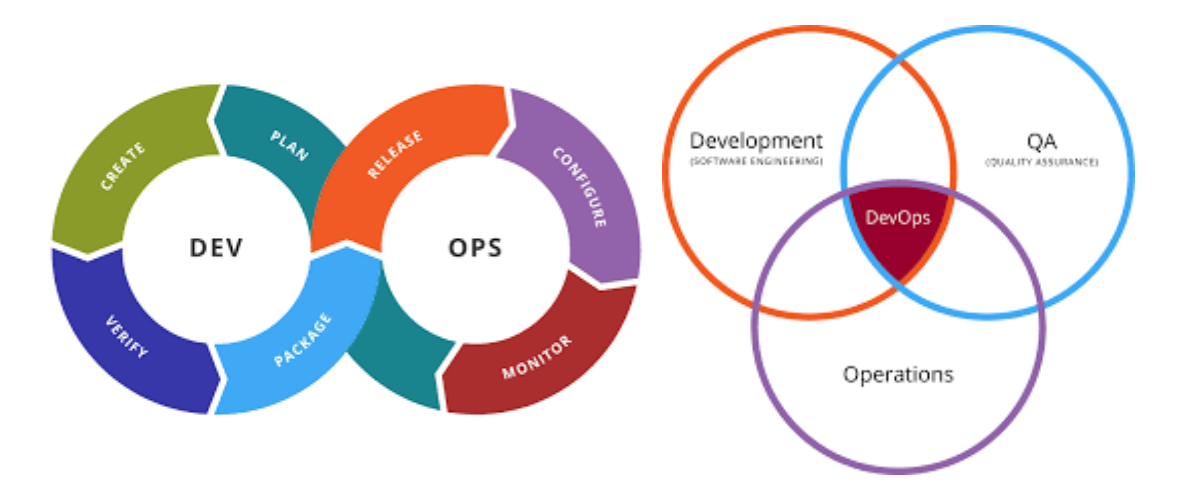 CREATE
PLAN
DEV
VERIFY
PACKAGE
RELEASE
CONFIGURE
OPS
MONITOR
Development
(SOFTWARE ENGINEERING)
QA
(QUALITY ASSURANCE)
DevOps
Operations